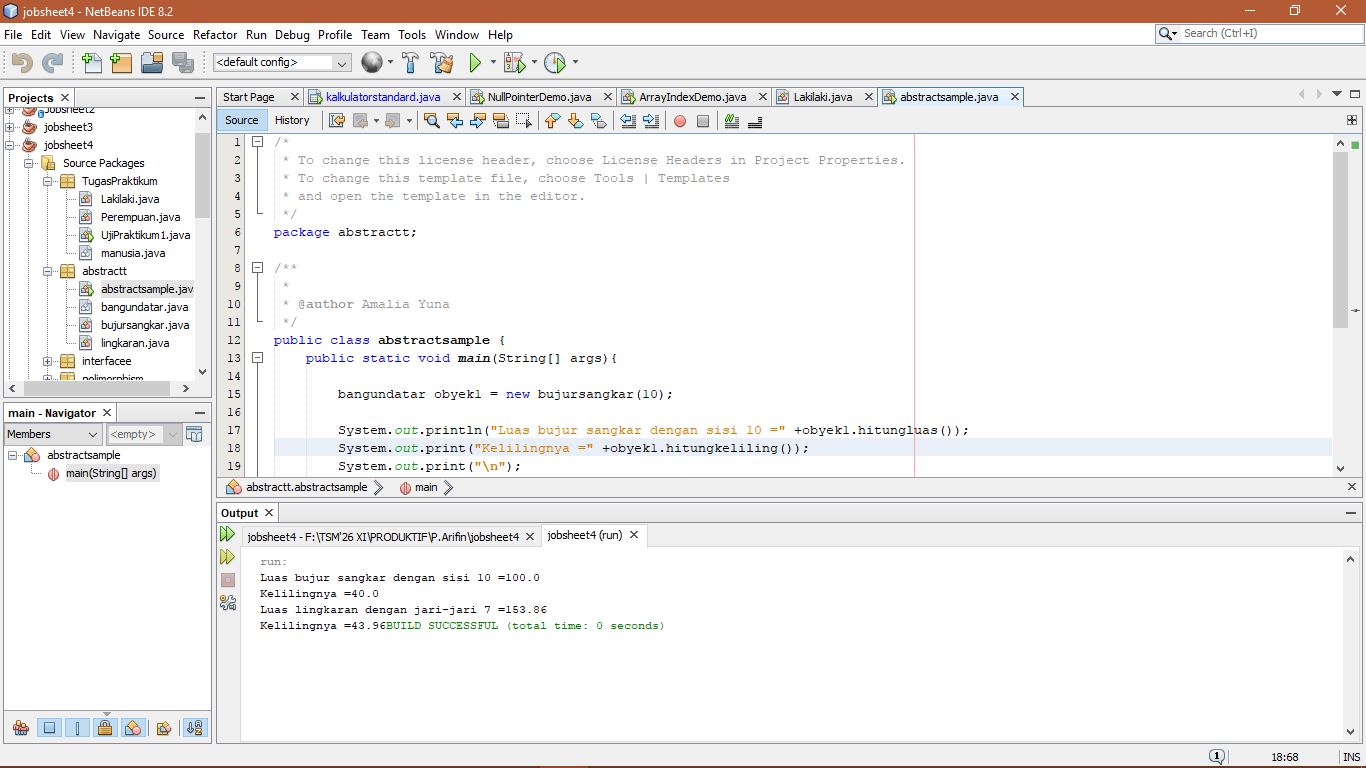 jobsheet4 - NetBeans IDE 8.2
File Edit View Navigate Source Refactor Run Debug Profile Team Tools Window Help
Search (Ctrl+I)
<default config>
Projects
jobsheet2
jobsheet3
jobsheet4
Source Packages
TugasPraktikum
Lakilaki.java
Perempuan.java
UjiPraktikum1.java
manusia.java
abstractt
abstractsample.jav
bangundatar.java
bujursangkar.java
lingkaran.java
interfacee
polimorphism
main - Navigator
Members <empty>
abstractsample
main(String[] args)
Start Page kalkulatorstandard.java NullPointerDemo.java ArrayIndexDemo.java Lakilaki.java abstractsample.java
Source History
1 /*
2 * To change this license header, choose License Headers in Project Properties.
3 * To change this template file, choose Tools | Templates
4 * and open the template in the editor.
5 */
6 package abstractt;
7
8 /**
9 *
10 * @author Amalia Yuna
11 */
12 public class abstractsample {
13 public static void main(String[] args){
14
15 bangundatar obyek1 = new bujursangkar(10);
16
17 System.out.println("Luas bujur sangkar dengan sisi 10 =" +obyek1.hitungluas());
18 System.out.print("Kelilingnya =" +obyek1.hitungkeliling());
19 System.out.print("\n");
abstractt.abstractsample main
Output
jobsheet4 - F:\TSM'26 XI\PRODUKTIF\P.Arifin\jobsheet4 jobsheet4 (run)
run:
Luas bujur sangkar dengan sisi 10 =100.0
Kelilingnya =40.0
Luas lingkaran dengan jari-jari 7 =153.86
Kelilingnya =43.96BUILD SUCCESSFUL (total time: 0 seconds)
1 18:68 INS